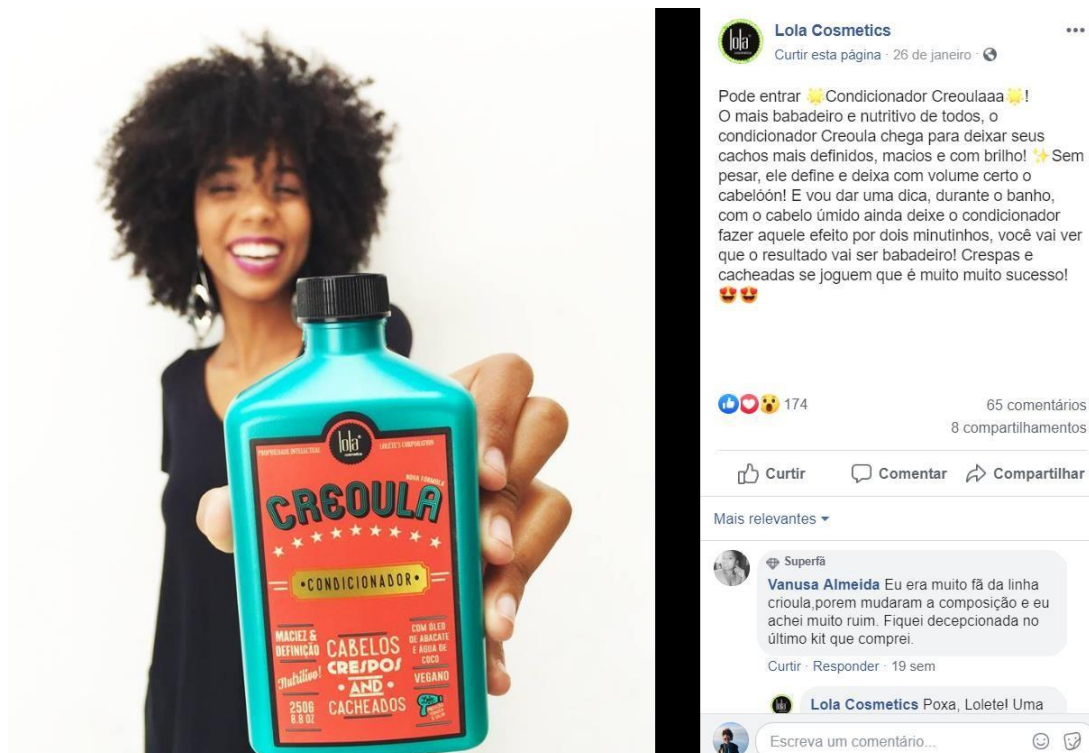 lola
cosmetics
PROPRIEDADE INTELECTUAL
LOLETE'S CORPORATION
NOVA FÓRMULA
CREOULA
•CONDICIONADOR•
MACIEZ &
DEFINIÇÃO
Nutritivo!
250G
8.8 OZ
CABELOS
CRESPOS
• AND •
CACHEADOS
COM ÓLEO
DE ABACATE
E ÁGUA DE
COCO
VEGANO
lola
Lola Cosmetics
Curtir esta página · 26 de janeiro ·
Pode entrar 🌟Condicionador Creoulaaa🌟!
O mais babadeiro e nutritivo de todos, o
condicionador Creoula chega para deixar seus
cachos mais definidos, macios e com brilho! ✨Sem
pesar, ele define e deixa com volume certo o
cabelóón! E vou dar uma dica, durante o banho,
com o cabelo úmido ainda deixe o condicionador
fazer aquele efeito por dois minutinhos, você vai ver
que o resultado vai ser babadeiro! Crespas e
cacheadas se joguem que é muito muito sucesso!
😍😍
174
65 comentários
8 compartilhamentos
Curtir
Comentar
Compartilhar
Mais relevantes
Superfã
Vanusa Almeida Eu era muito fã da linha
crioula,porem mudaram a composição e eu
achei muito ruim. Fiquei decepcionada no
último kit que comprei.
Curtir · Responder · 19 sem
Lola Cosmetics Poxa, Lolete! Uma
Escreva um comentário...